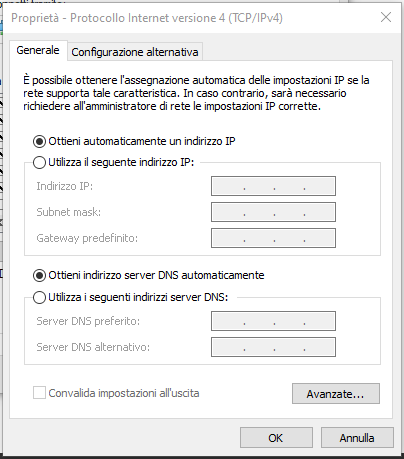 Proprietà - Protocollo Internet versione 4 (TCP/IPv4)
Generale
Configurazione alternativa
È possibile ottenere l'assegnazione automatica delle impostazioni IP se la
rete supporta tale caratteristica. In caso contrario, sarà necessario
richiedere all'amministratore di rete le impostazioni IP corrette.
Ottieni automaticamente un indirizzo IP
Utilizza il seguente indirizzo IP:
Indirizzo IP:
Subnet mask:
Gateway predefinito:
Ottieni indirizzo server DNS automaticamente
Utilizza i seguenti indirizzi server DNS:
Server DNS preferito:
Server DNS alternativo:
Convalida impostazioni all'uscita
Avanzate...
OK
Annulla